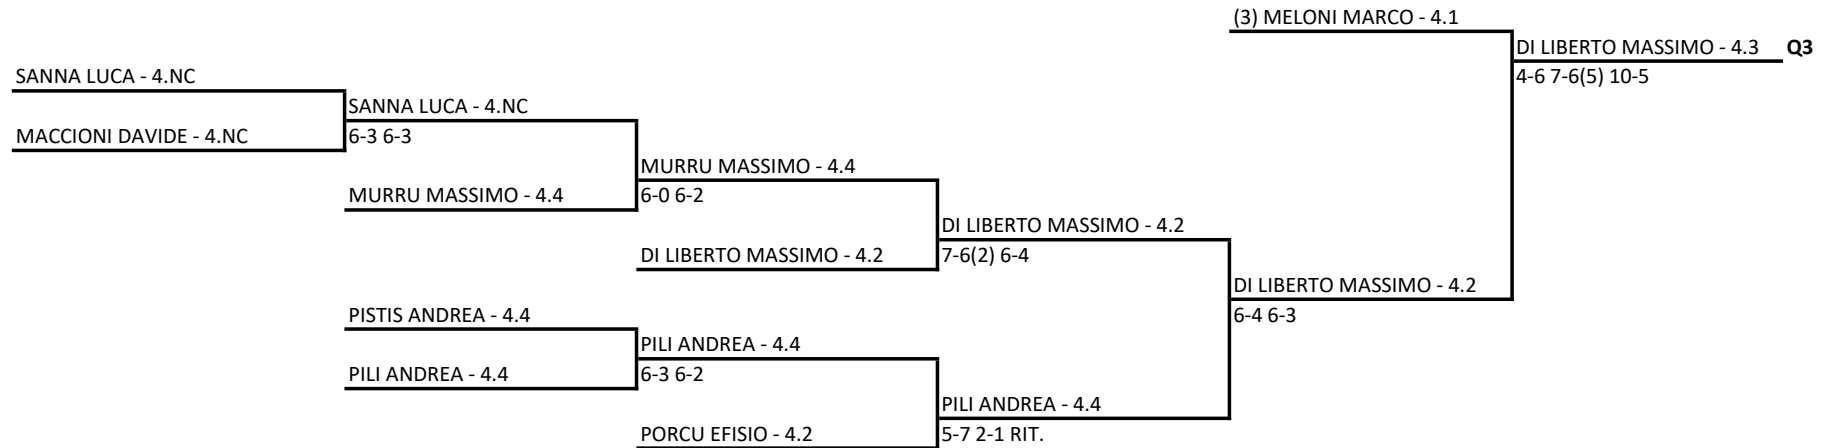 (3) MELONI MARCO - 4.1
DI LIBERTO MASSIMO - 4.3 Q3
SANNA LUCA - 4.NC
4-6 7-6(5) 10-5
SANNA LUCA - 4.NC
MACCIONI DAVIDE - 4.NC
6-3 6-3
MURRU MASSIMO - 4.4
MURRU MASSIMO - 4.4
6-0 6-2
DI LIBERTO MASSIMO - 4.2
DI LIBERTO MASSIMO - 4.2
7-6(2) 6-4
DI LIBERTO MASSIMO - 4.2
PISTIS ANDREA - 4.4
6-4 6-3
PILI ANDREA - 4.4
PILI ANDREA - 4.4
6-3 6-2
PILI ANDREA - 4.4
PORCU EFISIO - 4.2
5-7 2-1 RIT.